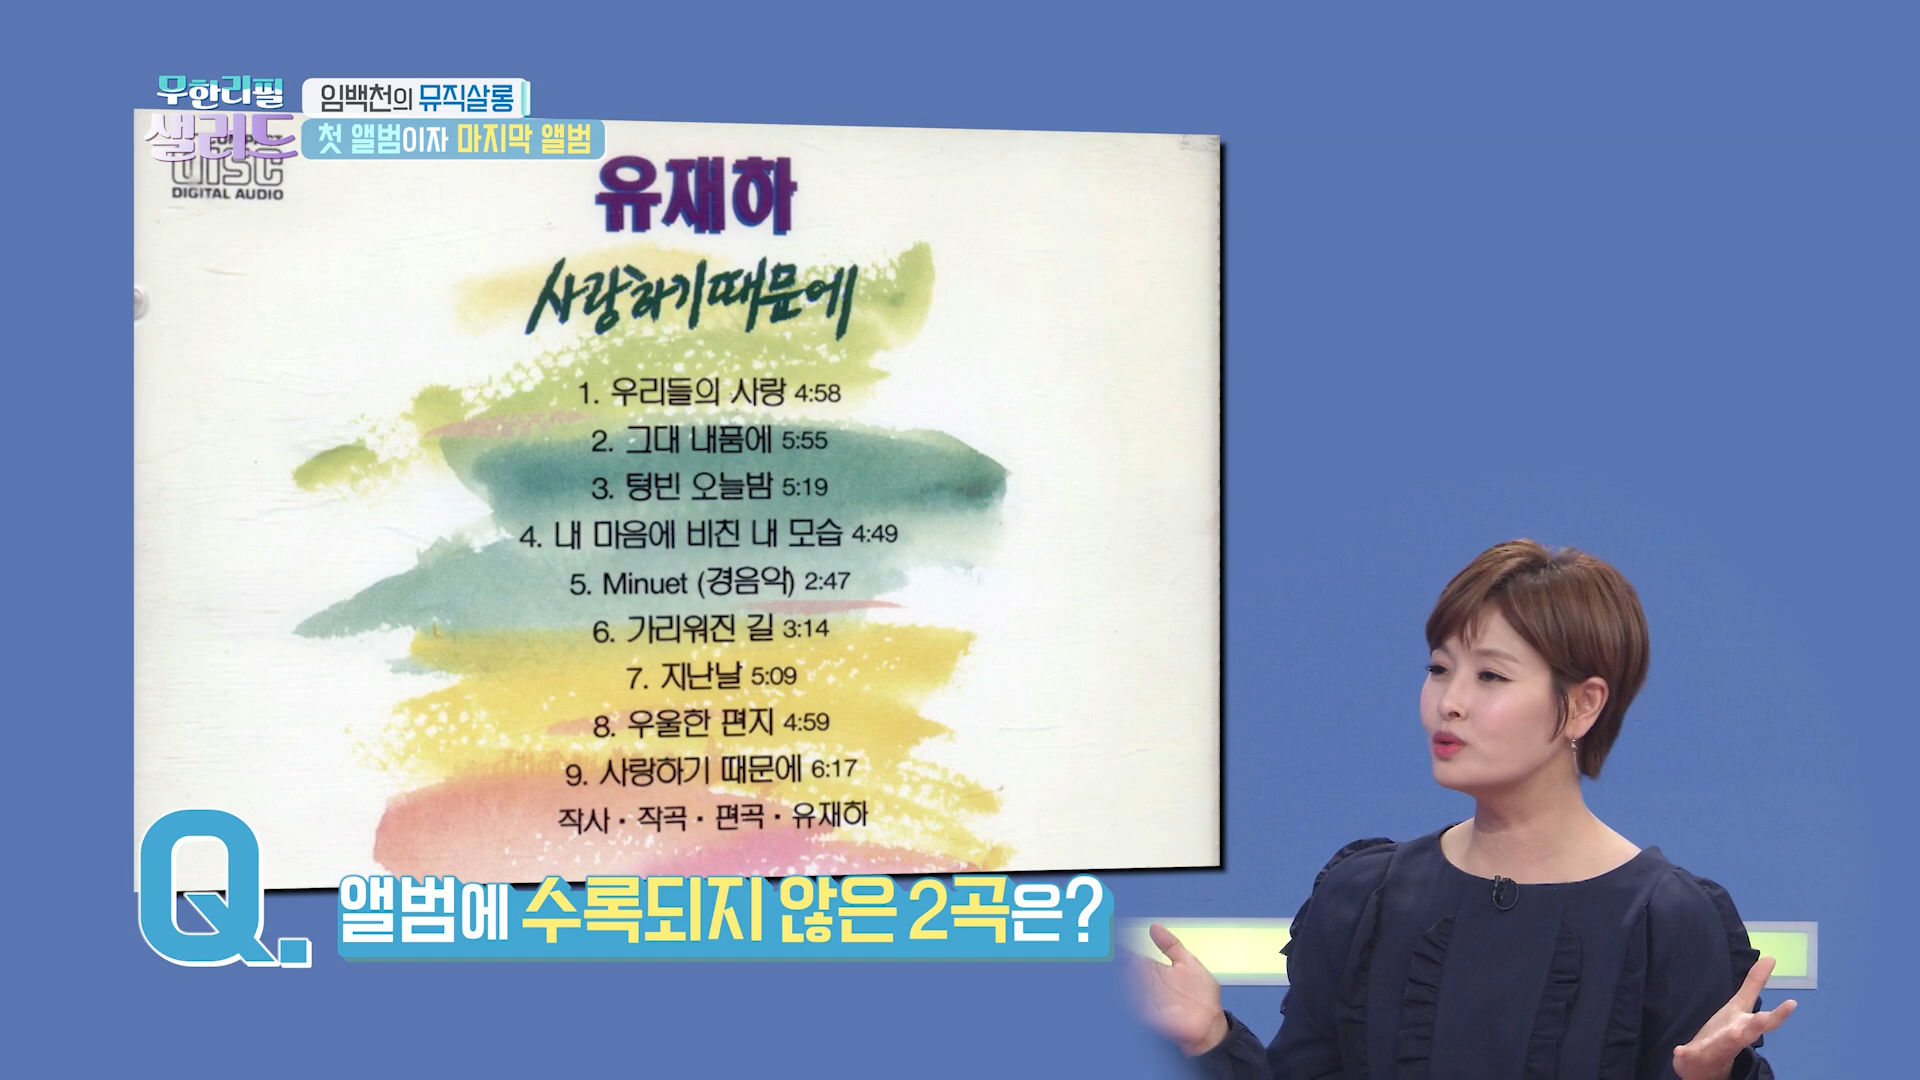 무한리필
샐러드
임백천의 뮤직살롱
첫 앨범이자 마지막 앨범
DISC
DIGITAL AUDIO
유재하
사랑하기때문에
1. 우리들의 사랑 4:58
2. 그대 내품에 5:55
3. 텅빈 오늘밤 5:19
4. 내 마음에 비친 내 모습 4:49
5. Minuet (경음악) 2:47
6. 가리워진 길 3:14
7. 지난날 5:09
8. 우울한 편지 4:59
9. 사랑하기 때문에 6:17
작사 · 작곡 · 편곡 · 유재하
Q.
앨범에 수록되지 않은 2곡은?